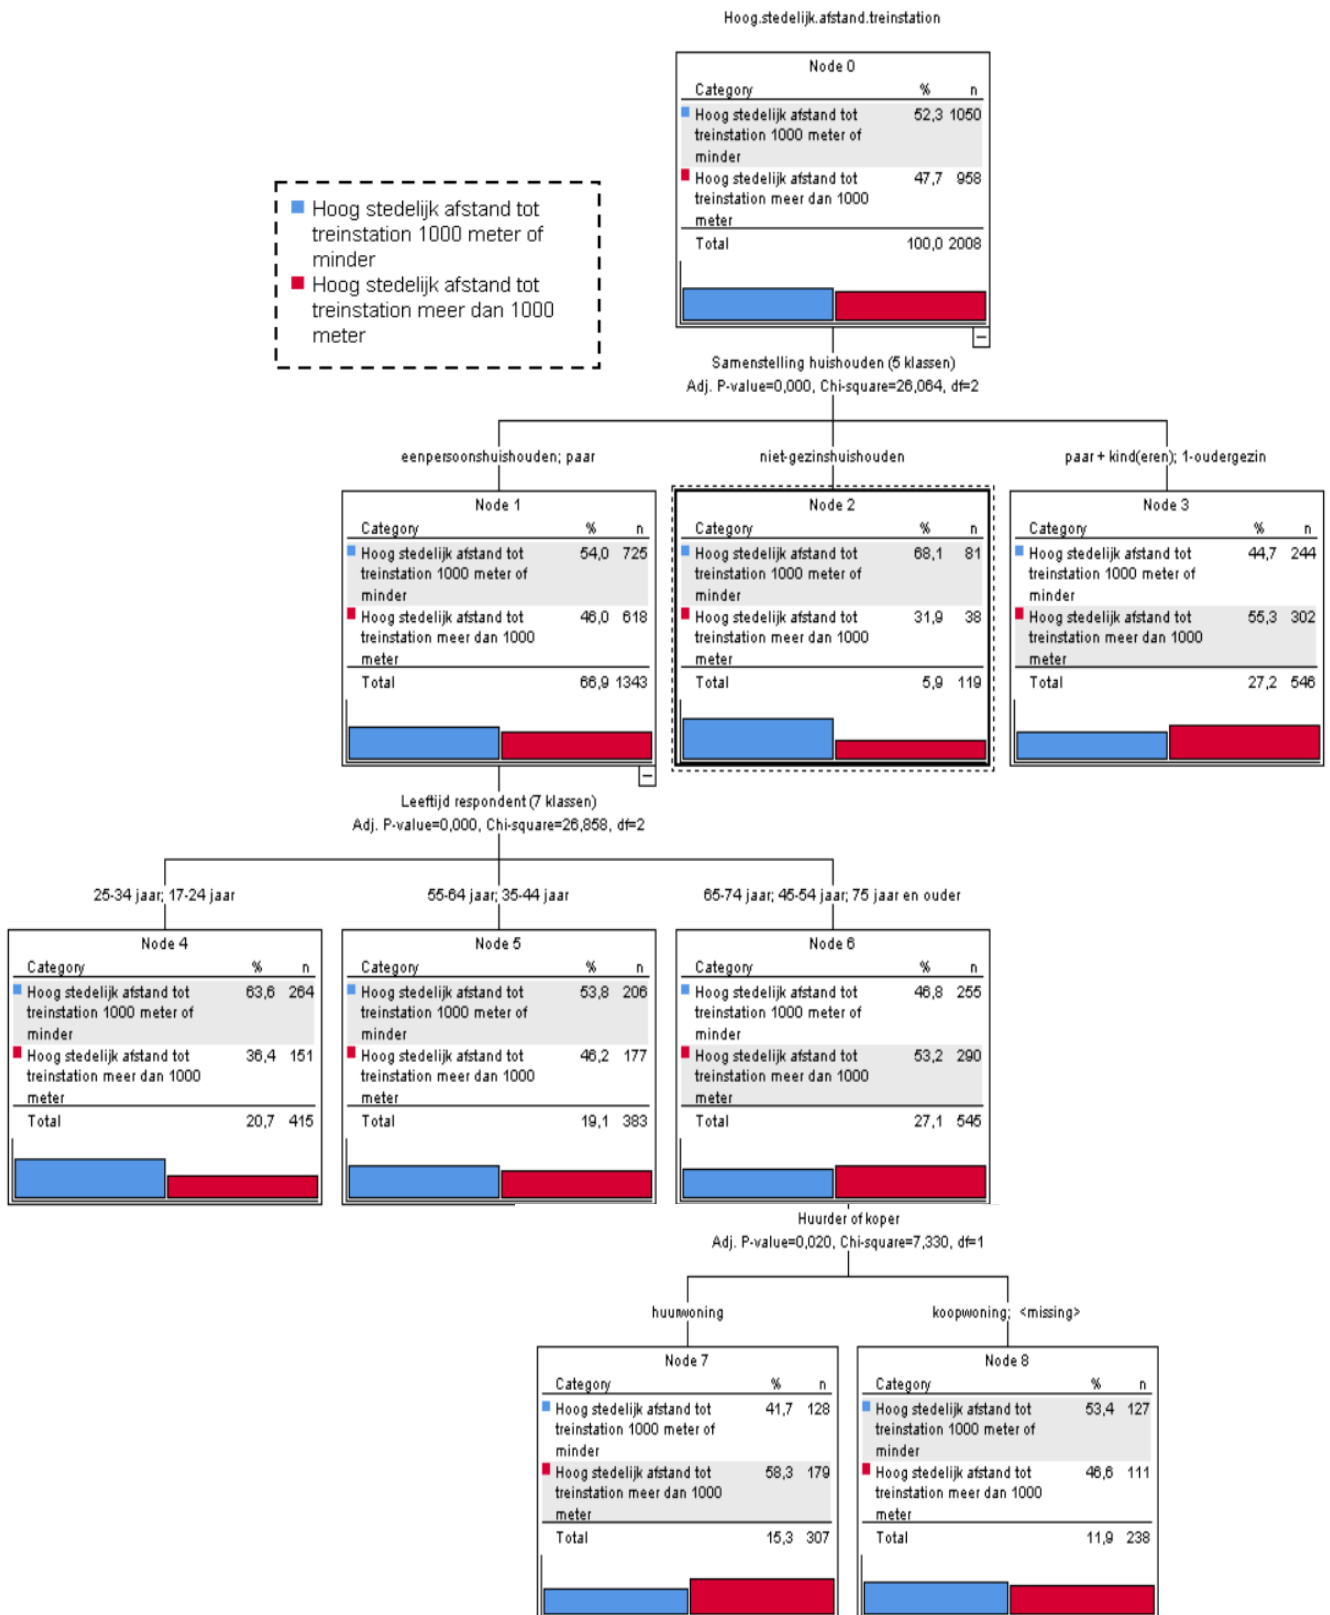 Hoog.stedelijk.afstand.treinstation
Node 0
Category % n
Hoog stedelijk afstand tot 52,3 1050
treinstation 1000 meter of
minder
Hoog stedelijk afstand tot 47,7 958
treinstation meer dan 1000
meter
Total 100,0 2008
Hoog stedelijk afstand tot
treinstation 1000 meter of
minder
Hoog stedelijk afstand tot
treinstation meer dan 1000
meter
Samenstelling huishouden (5 klassen)
Adj. P-value=0,000, Chi-square=26,064, df=2
eenpersoonshuishouden; paar
niet-gezinshuishouden
paar + kind(eren); 1-oudergezin
Node 1
Category % n
Hoog stedelijk afstand tot 54,0 725
treinstation 1000 meter of
minder
Hoog stedelijk afstand tot 46,0 618
treinstation meer dan 1000
meter
Total 66,9 1343
Node 2
Category % n
Hoog stedelijk afstand tot 68,1 81
treinstation 1000 meter of
minder
Hoog stedelijk afstand tot 31,9 38
treinstation meer dan 1000
meter
Total 5,9 119
Node 3
Category % n
Hoog stedelijk afstand tot 44,7 244
treinstation 1000 meter of
minder
Hoog stedelijk afstand tot 55,3 302
treinstation meer dan 1000
meter
Total 27,2 546
Leeftijd respondent (7 klassen)
Adj. P-value=0,000, Chi-square=26,858, df=2
25-34 jaar; 17-24 jaar
55-64 jaar; 35-44 jaar
65-74 jaar; 45-54 jaar; 75 jaar en ouder
Node 4
Category % n
Hoog stedelijk afstand tot 63,6 264
treinstation 1000 meter of
minder
Hoog stedelijk afstand tot 36,4 151
treinstation meer dan 1000
meter
Total 20,7 415
Node 5
Category % n
Hoog stedelijk afstand tot 53,8 206
treinstation 1000 meter of
minder
Hoog stedelijk afstand tot 46,2 177
treinstation meer dan 1000
meter
Total 19,1 383
Node 6
Category % n
Hoog stedelijk afstand tot 46,8 255
treinstation 1000 meter of
minder
Hoog stedelijk afstand tot 53,2 290
treinstation meer dan 1000
meter
Total 27,1 545
Huurder of koper
Adj. P-value=0,020, Chi-square=7,330, df=1
huurwoning
koopwoning; <missing>
Node 7
Category % n
Hoog stedelijk afstand tot 41,7 128
treinstation 1000 meter of
minder
Hoog stedelijk afstand tot 58,3 179
treinstation meer dan 1000
meter
Total 15,3 307
Node 8
Category % n
Hoog stedelijk afstand tot 53,4 127
treinstation 1000 meter of
minder
Hoog stedelijk afstand tot 46,6 111
treinstation meer dan 1000
meter
Total 11,9 238